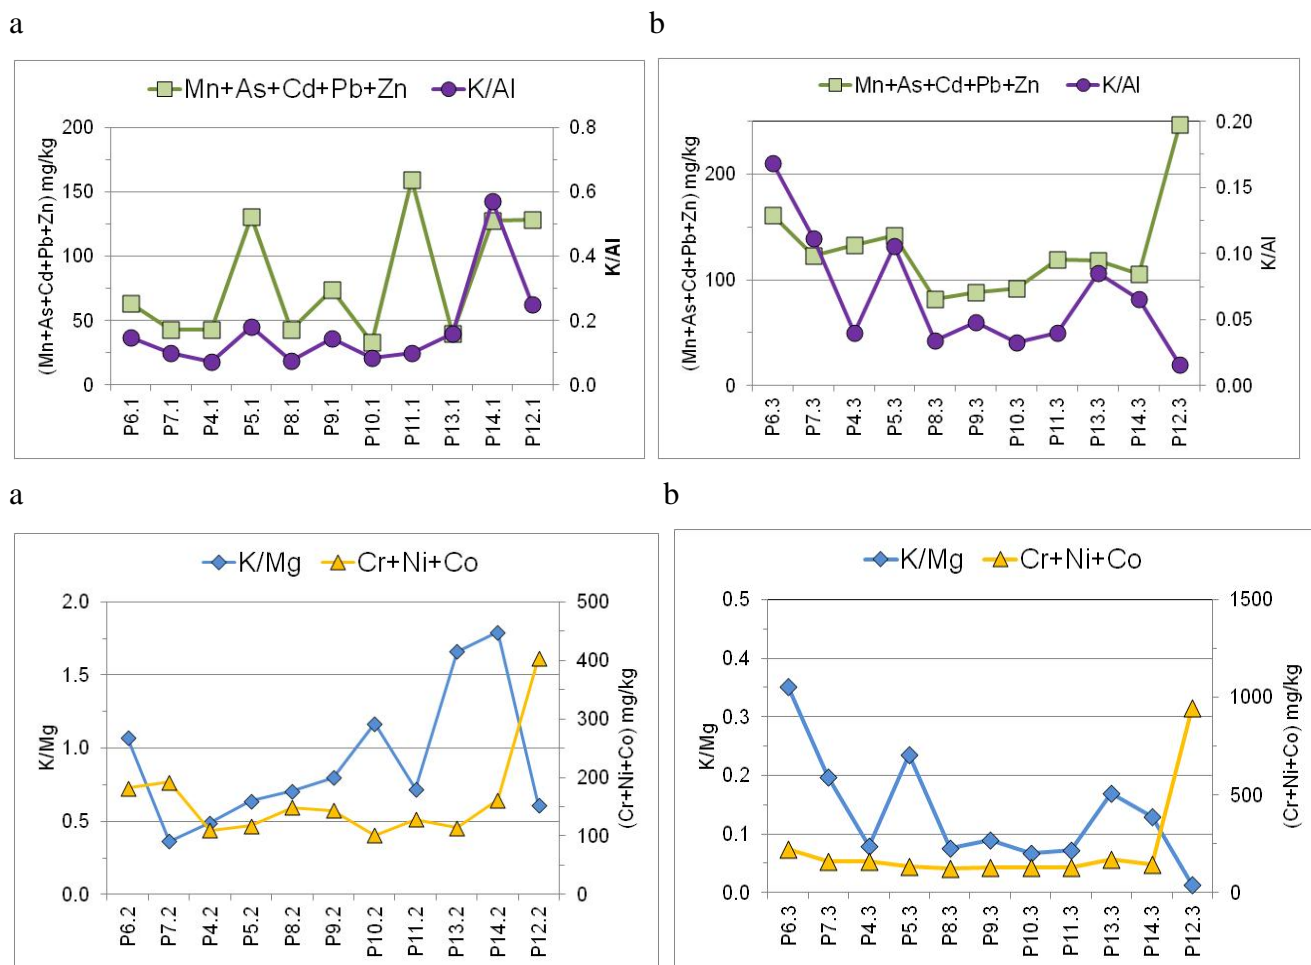 a
b
Mn+As+Cd+Pb+Zn K/Al
(Mn+As+Cd+Pb+Zn) mg/kg
200
150
100
50
0
0.8
0.6
0.4
0.2
0.0
K/Al
P6.1 P7.1 P4.1 P5.1 P8.1 P9.1 P10.1 P11.1 P13.1 P14.1 P12.1
Mn+As+Cd+Pb+Zn K/Al
(Mn+As+Cd+Pb+Zn) mg/kg
200
100
0
0.20
0.15
0.10
0.05
0.00
K/Al
P6.3 P7.3 P4.3 P5.3 P8.3 P9.3 P10.3 P11.3 P13.3 P14.3 P12.3
a
b
K/Mg Cr+Ni+Co
K/Mg
2.0
1.5
1.0
0.5
0.0
500
400
300
200
100
0
(Cr+Ni+Co) mg/kg
P6.2 P7.2 P4.2 P5.2 P8.2 P9.2 P10.2 P11.2 P13.2 P14.2 P12.2
K/Mg Cr+Ni+Co
K/Mg
0.5
0.4
0.3
0.2
0.1
0.0
1500
1000
500
0
(Cr+Ni+Co) mg/kg
P6.3 P7.3 P4.3 P5.3 P8.3 P9.3 P10.3 P11.3 P13.3 P14.3 P12.3